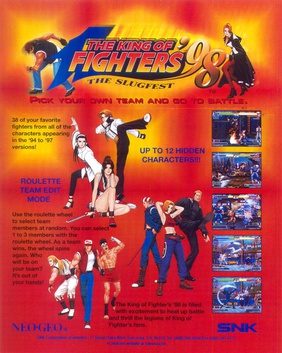 THE KING OF
FIGHTERS '98
THE SLUGFEST
PICK YOUR OWN TEAM AND GO TO BATTLE.
38 of your favorite
fighters from all of the
characters appearing
in the '94 to '97
versions!
UP TO 12 HIDDEN
CHARACTERS!!!
ROULETTE
TEAM EDIT
MODE
Use the roulette wheel
to select team
members at random. You can select
1 to 3 members with the
roulette wheel. As a team
wins, the wheel spins
again. Who
will be on
your team?
It's out of
your hands!
The King of Fighters '98 is filled
with excitement to heat up battle
and thrill the legions of King of
Fighter's fans.
NEOGEO
SNK